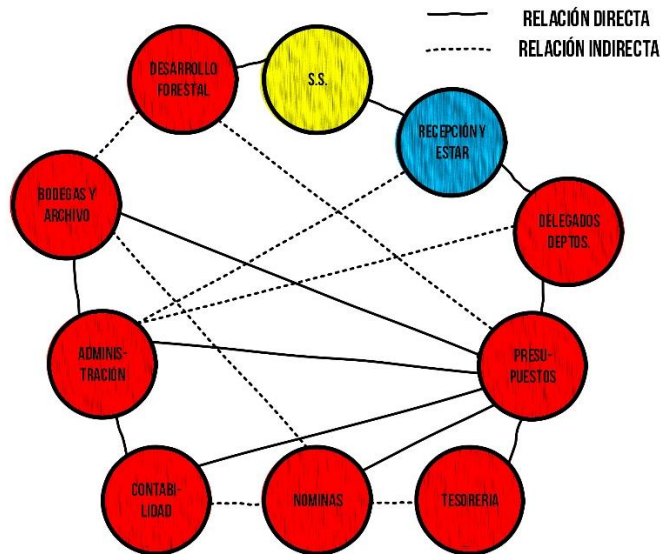 RELACIÓN DIRECTA
RELACIÓN INDIRECTA
DESARROLLO
FORESTAL
S.S.
RECEPCIÓN Y
ESTAR
BODEGAS Y
ARCHIVO
DELEGADOS
DEPTOS.
ADMINIS-
TRACIÓN
PRESU-
PUESTOS
CONTABI-
LIDAD
NOMINAS
TESORERIA